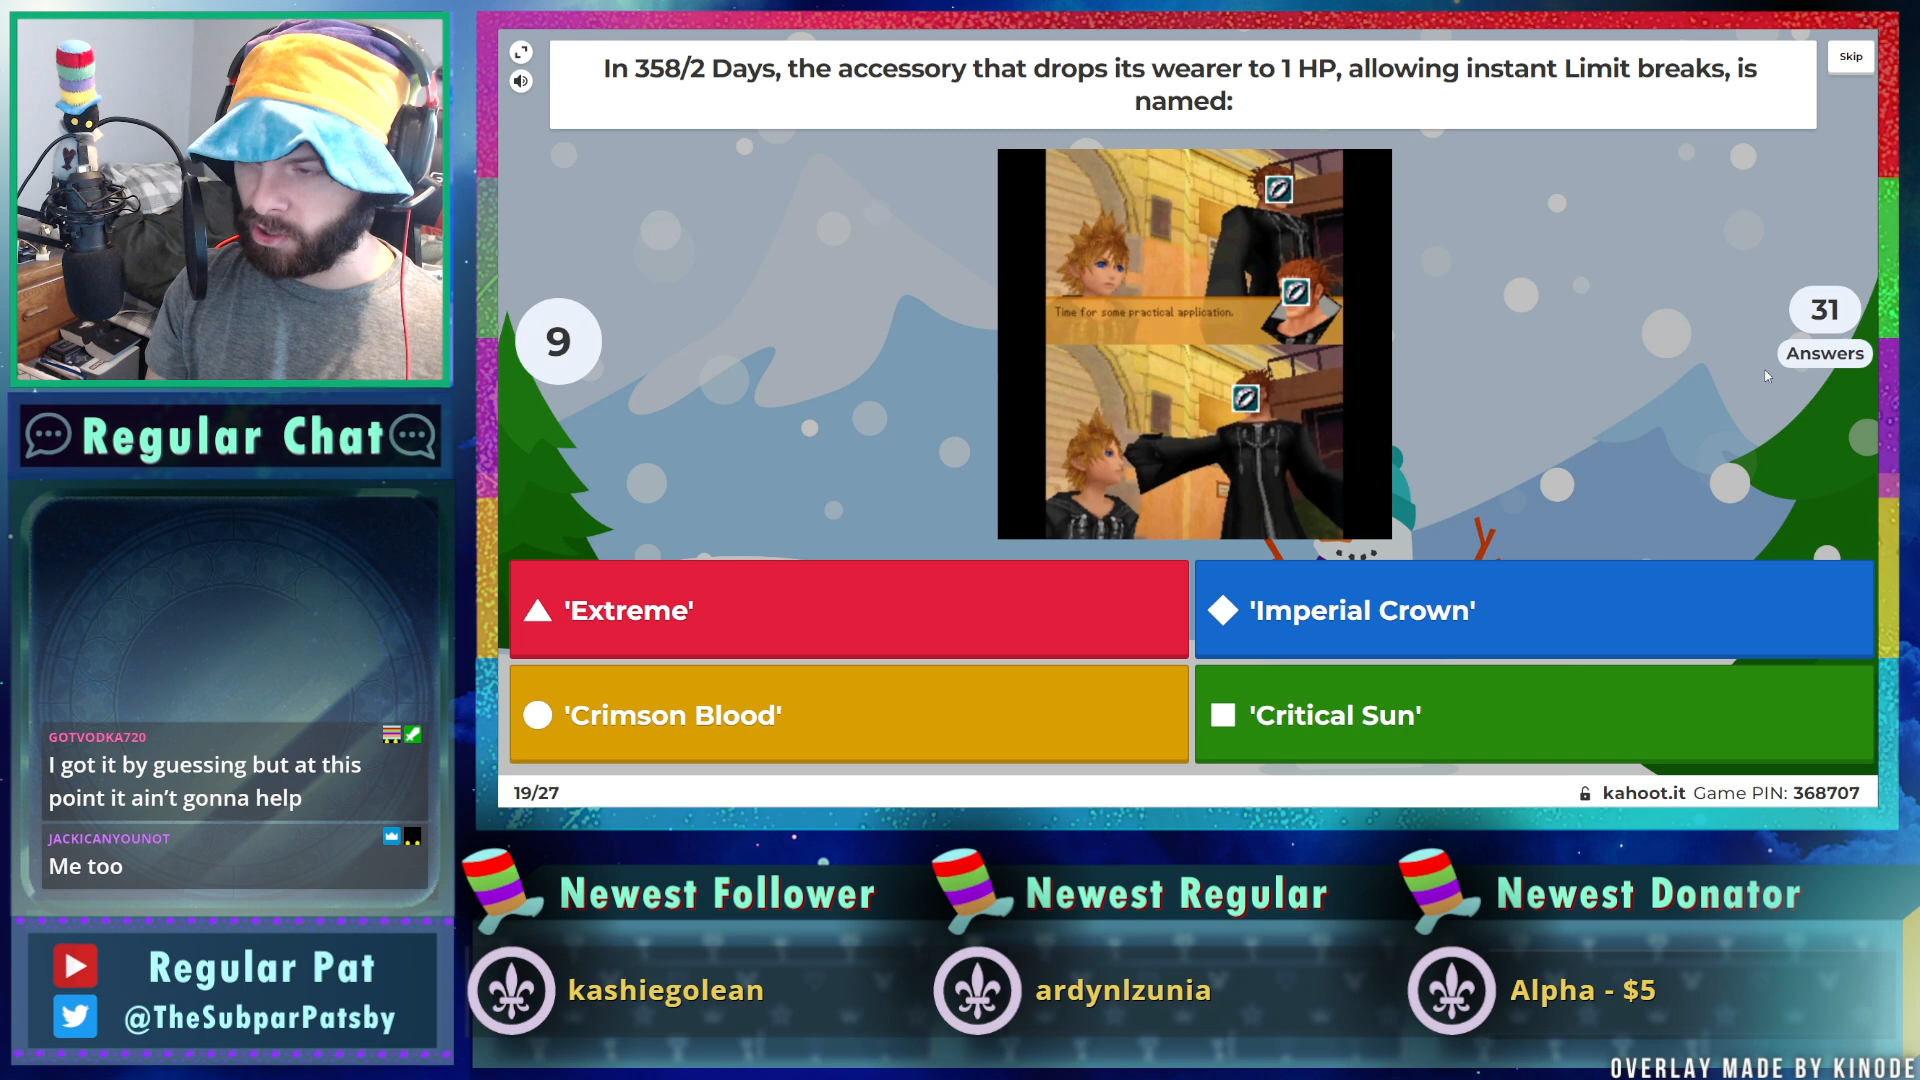 In 358/2 Days, the accessory that drops its wearer to 1 HP, allowing instant Limit breaks, is
named:
Skip
9
31
Answers
Time for some practical application.
'Extreme'
'Imperial Crown'
'Crimson Blood'
'Critical Sun'
19/27
kahoot.it Game PIN: 368707
Regular Chat
GOTVODKA720
I got it by guessing but at this
point it ain't gonna help
JACKICANYOUNOT
Me too
Regular Pat
@TheSubparPatsby
Newest Follower
kashiegolean
Newest Regular
ardynlzunia
Newest Donator
Alpha - $5
OVERLAY MADE BY KINODE